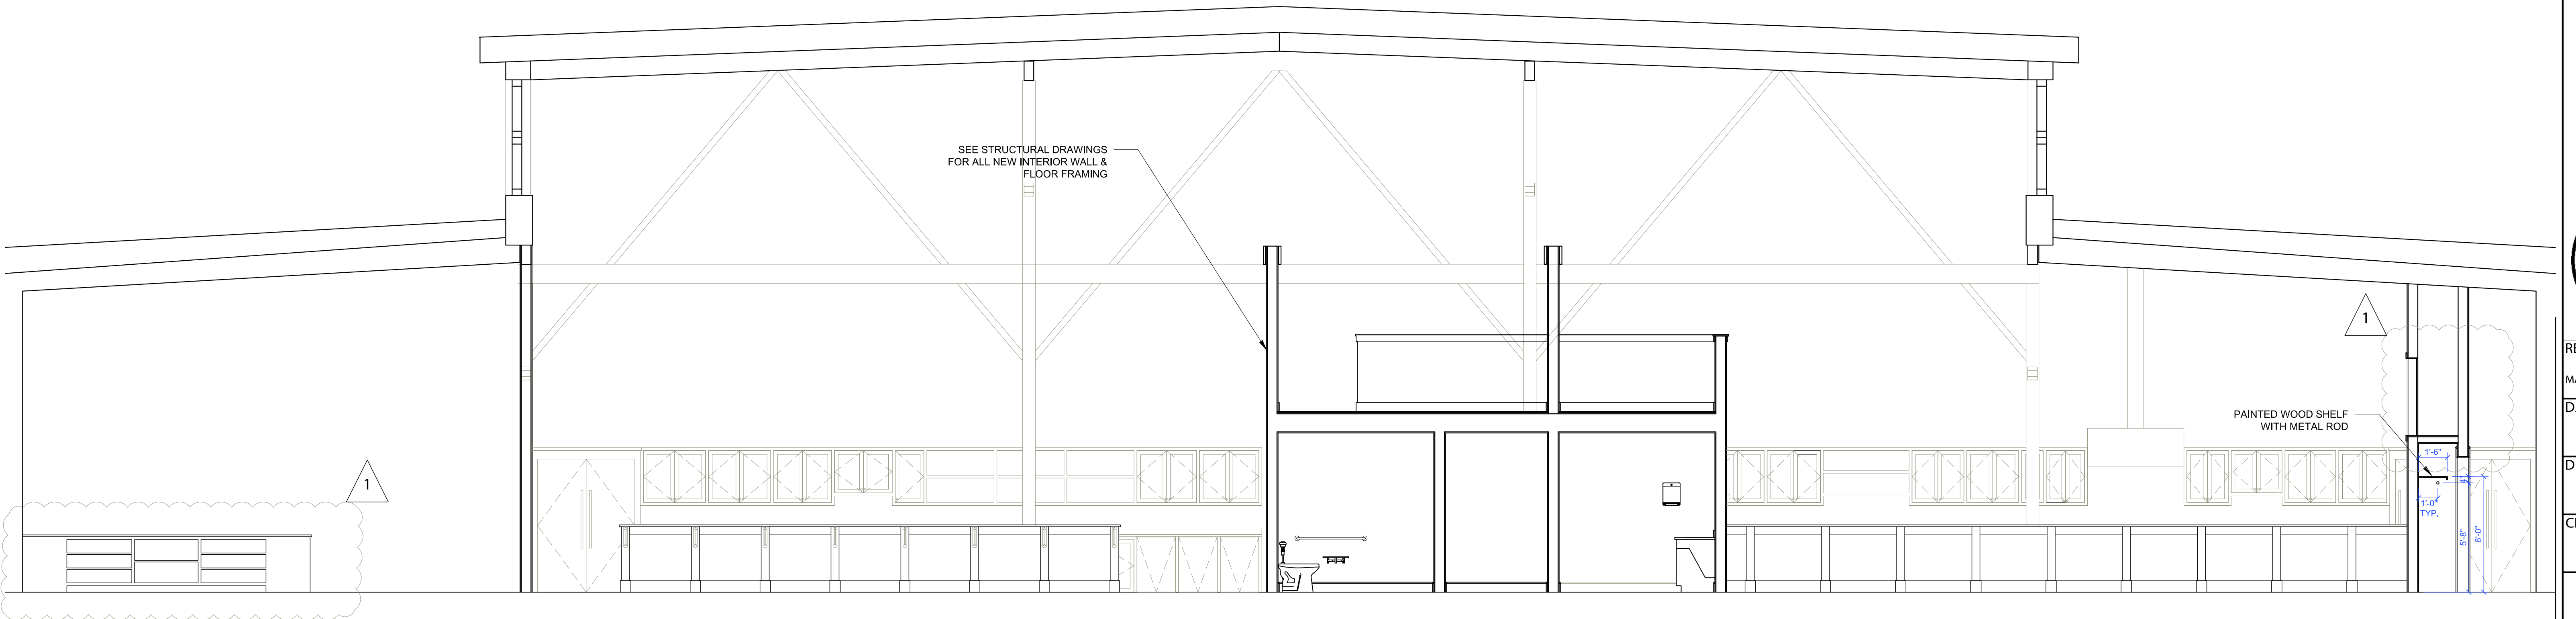 SEE STRUCTURAL DRAWINGS
FOR ALL NEW INTERIOR WALL &
FLOOR FRAMING
1
1
PAINTED WOOD SHELF
WITH METAL ROD
1'-6"
4"
1'-0"
TYP.
5'-8"
6'-0"